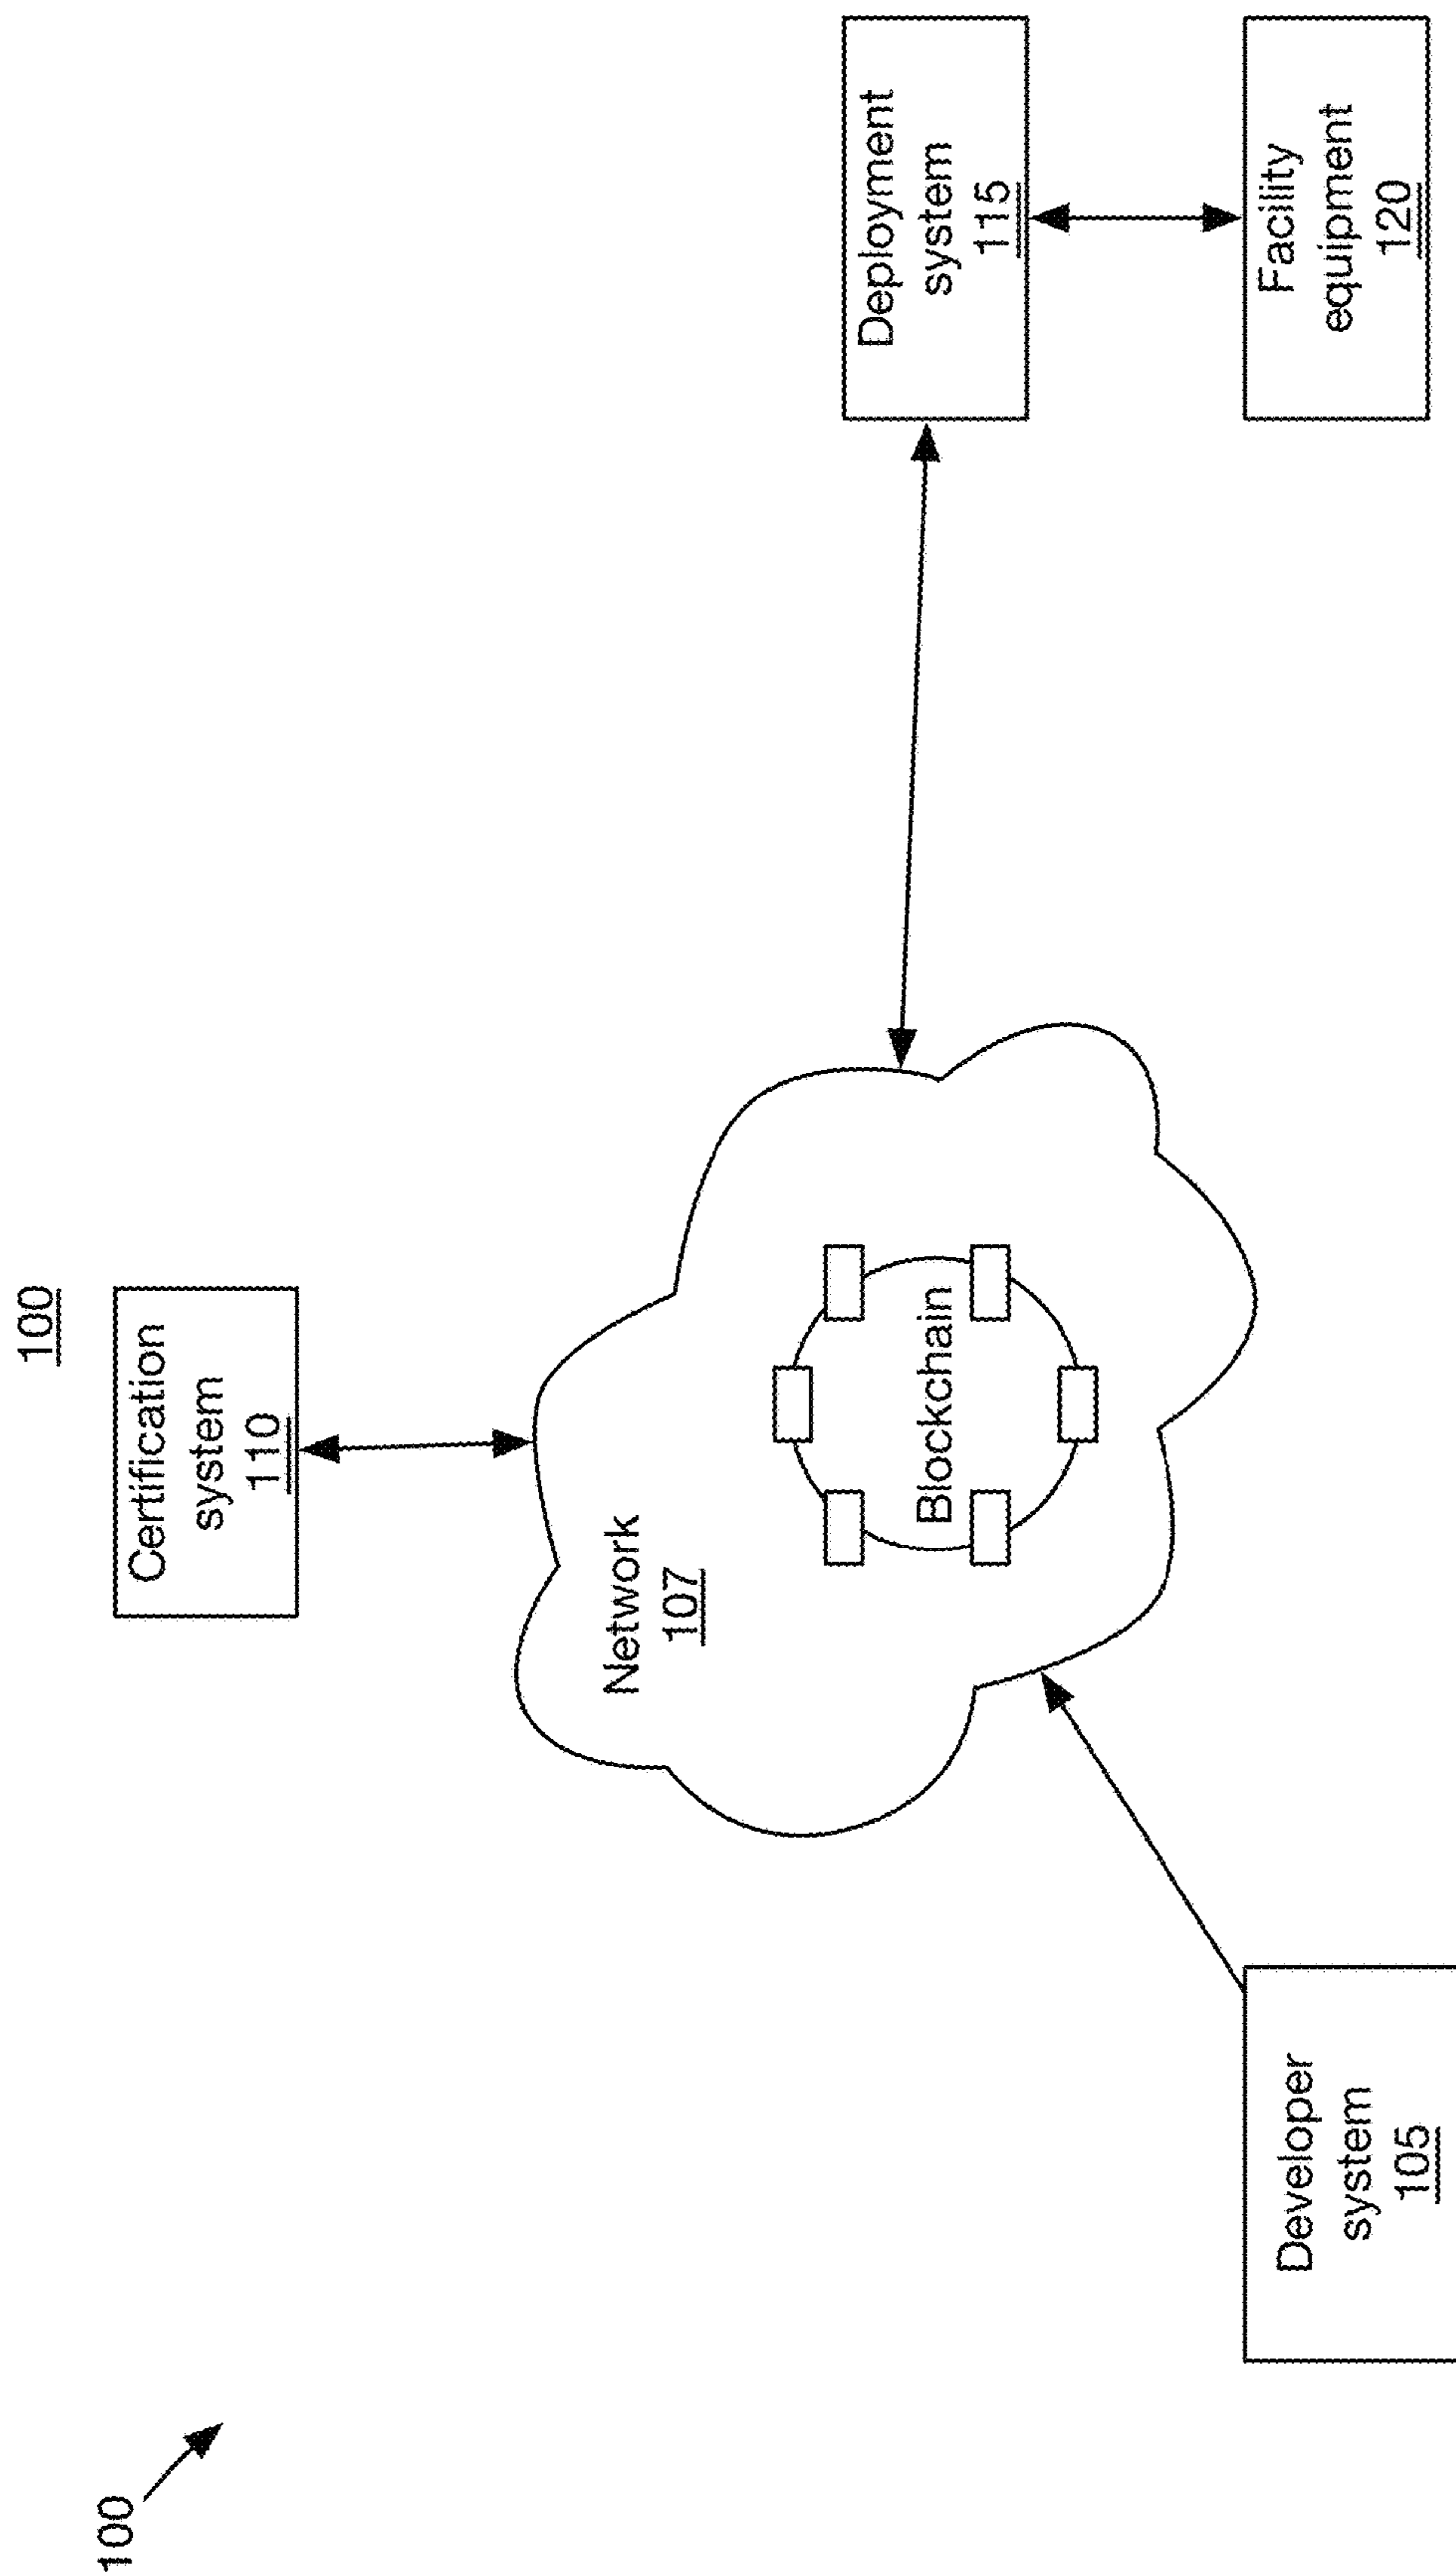 100
100
Certification
system
110
Network
107
Blockchain
Deployment
system
115
Facility
equipment
120
Developer
system
105